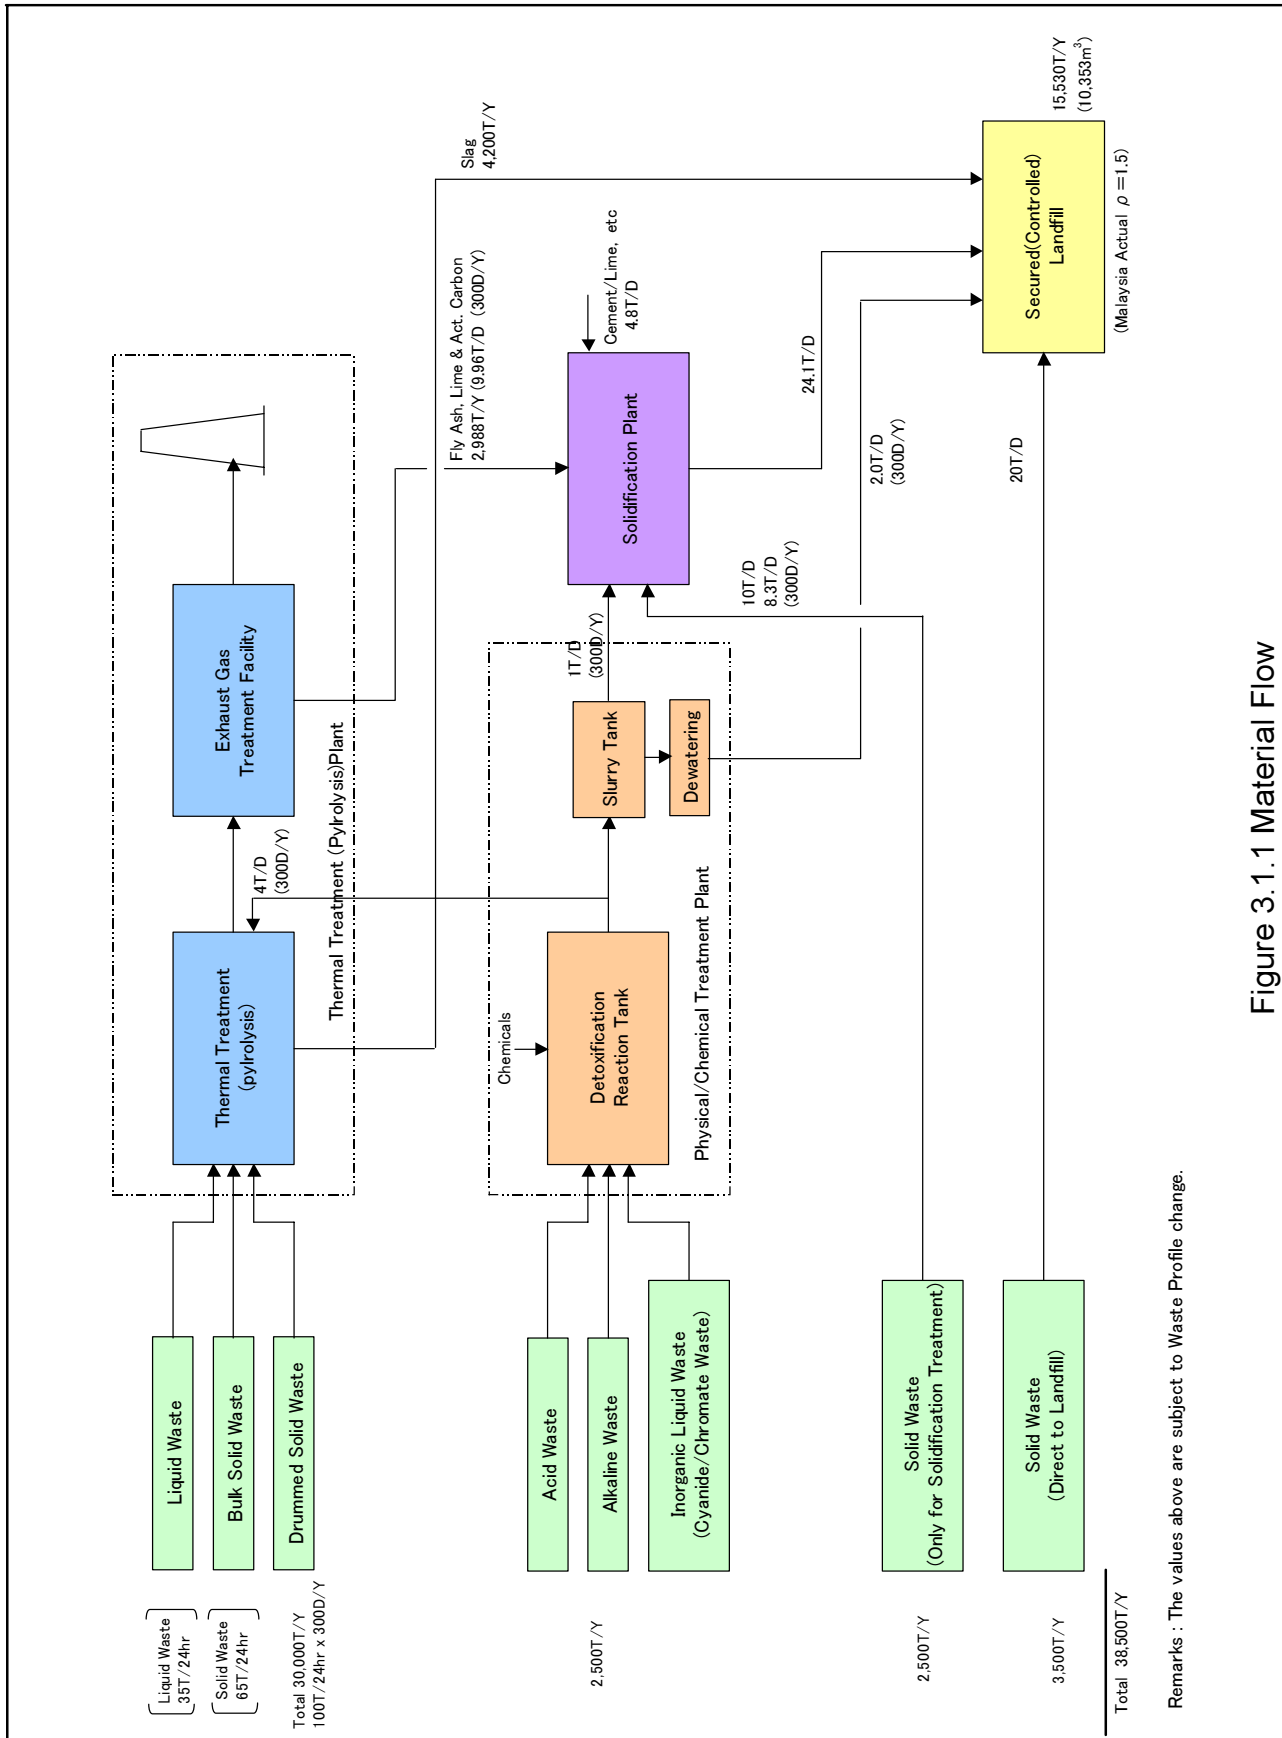 Liquid Waste
35T/24hr
Solid Waste
65T/24hr
Total 30,000T/Y
100T/24hr x 300D/Y
Liquid Waste
Bulk Solid Waste
Drummed Solid Waste
Thermal Treatment
(pylrolysis)
4T/D
(300D/Y)
Exhaust Gas
Treatment Facility
Thermal Treatment (Pylrolysis)Plant
Slag
4,200T/Y
Fly Ash, Lime & Act. Carbon
2,988T/Y (9.96T/D (300D/Y)
2,500T/Y
Acid Waste
Alkaline Waste
Inorganic Liquid Waste
(Cyanide/Chromate Waste)
Chemicals
Detoxification
Reaction Tank
Physical/Chemical Treatment Plant
Slurry Tank
Dewatering
1T/D
(300D/Y)
Cement/Lime, etc
4.8T/D
Solidification Plant
10T/D
8.3T/D
(300D/Y)
24.1T/D
2.0T/D
(300D/Y)
2,500T/Y
Solid Waste
(Only for Solidification Treatment)
3,500T/Y
Solid Waste
(Direct to Landfill)
20T/D
Secured(Controlled)
Landfill
15,530T/Y
(10,353m³)
(Malaysia Actual ρ=1.5)
Total 38,500T/Y
Remarks : The values above are subject to Waste Profile change.
Figure 3.1.1 Material Flow